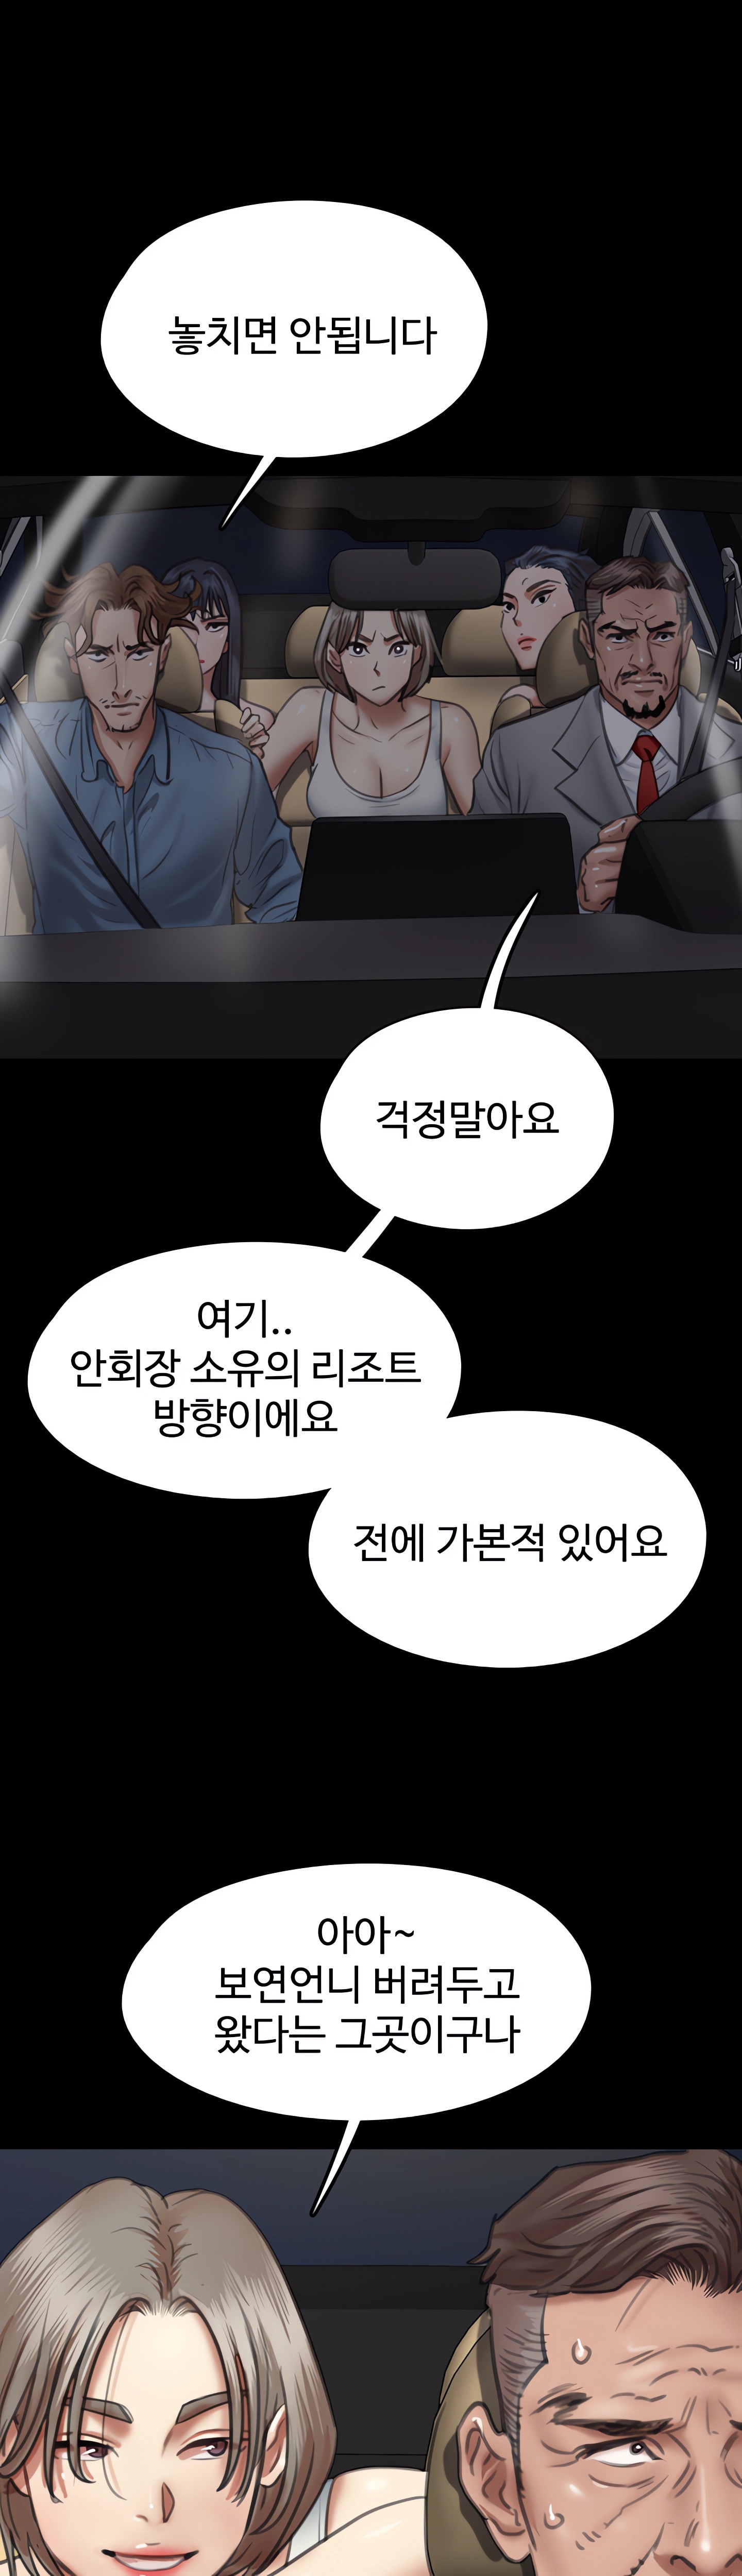 놓치면 안됩니다
걱정말아요
여기..
안회장 소유의 리조트
방향이에요
전에 가본적 있어요
아아~
보연언니 버려두고
왔다는 그곳이구나